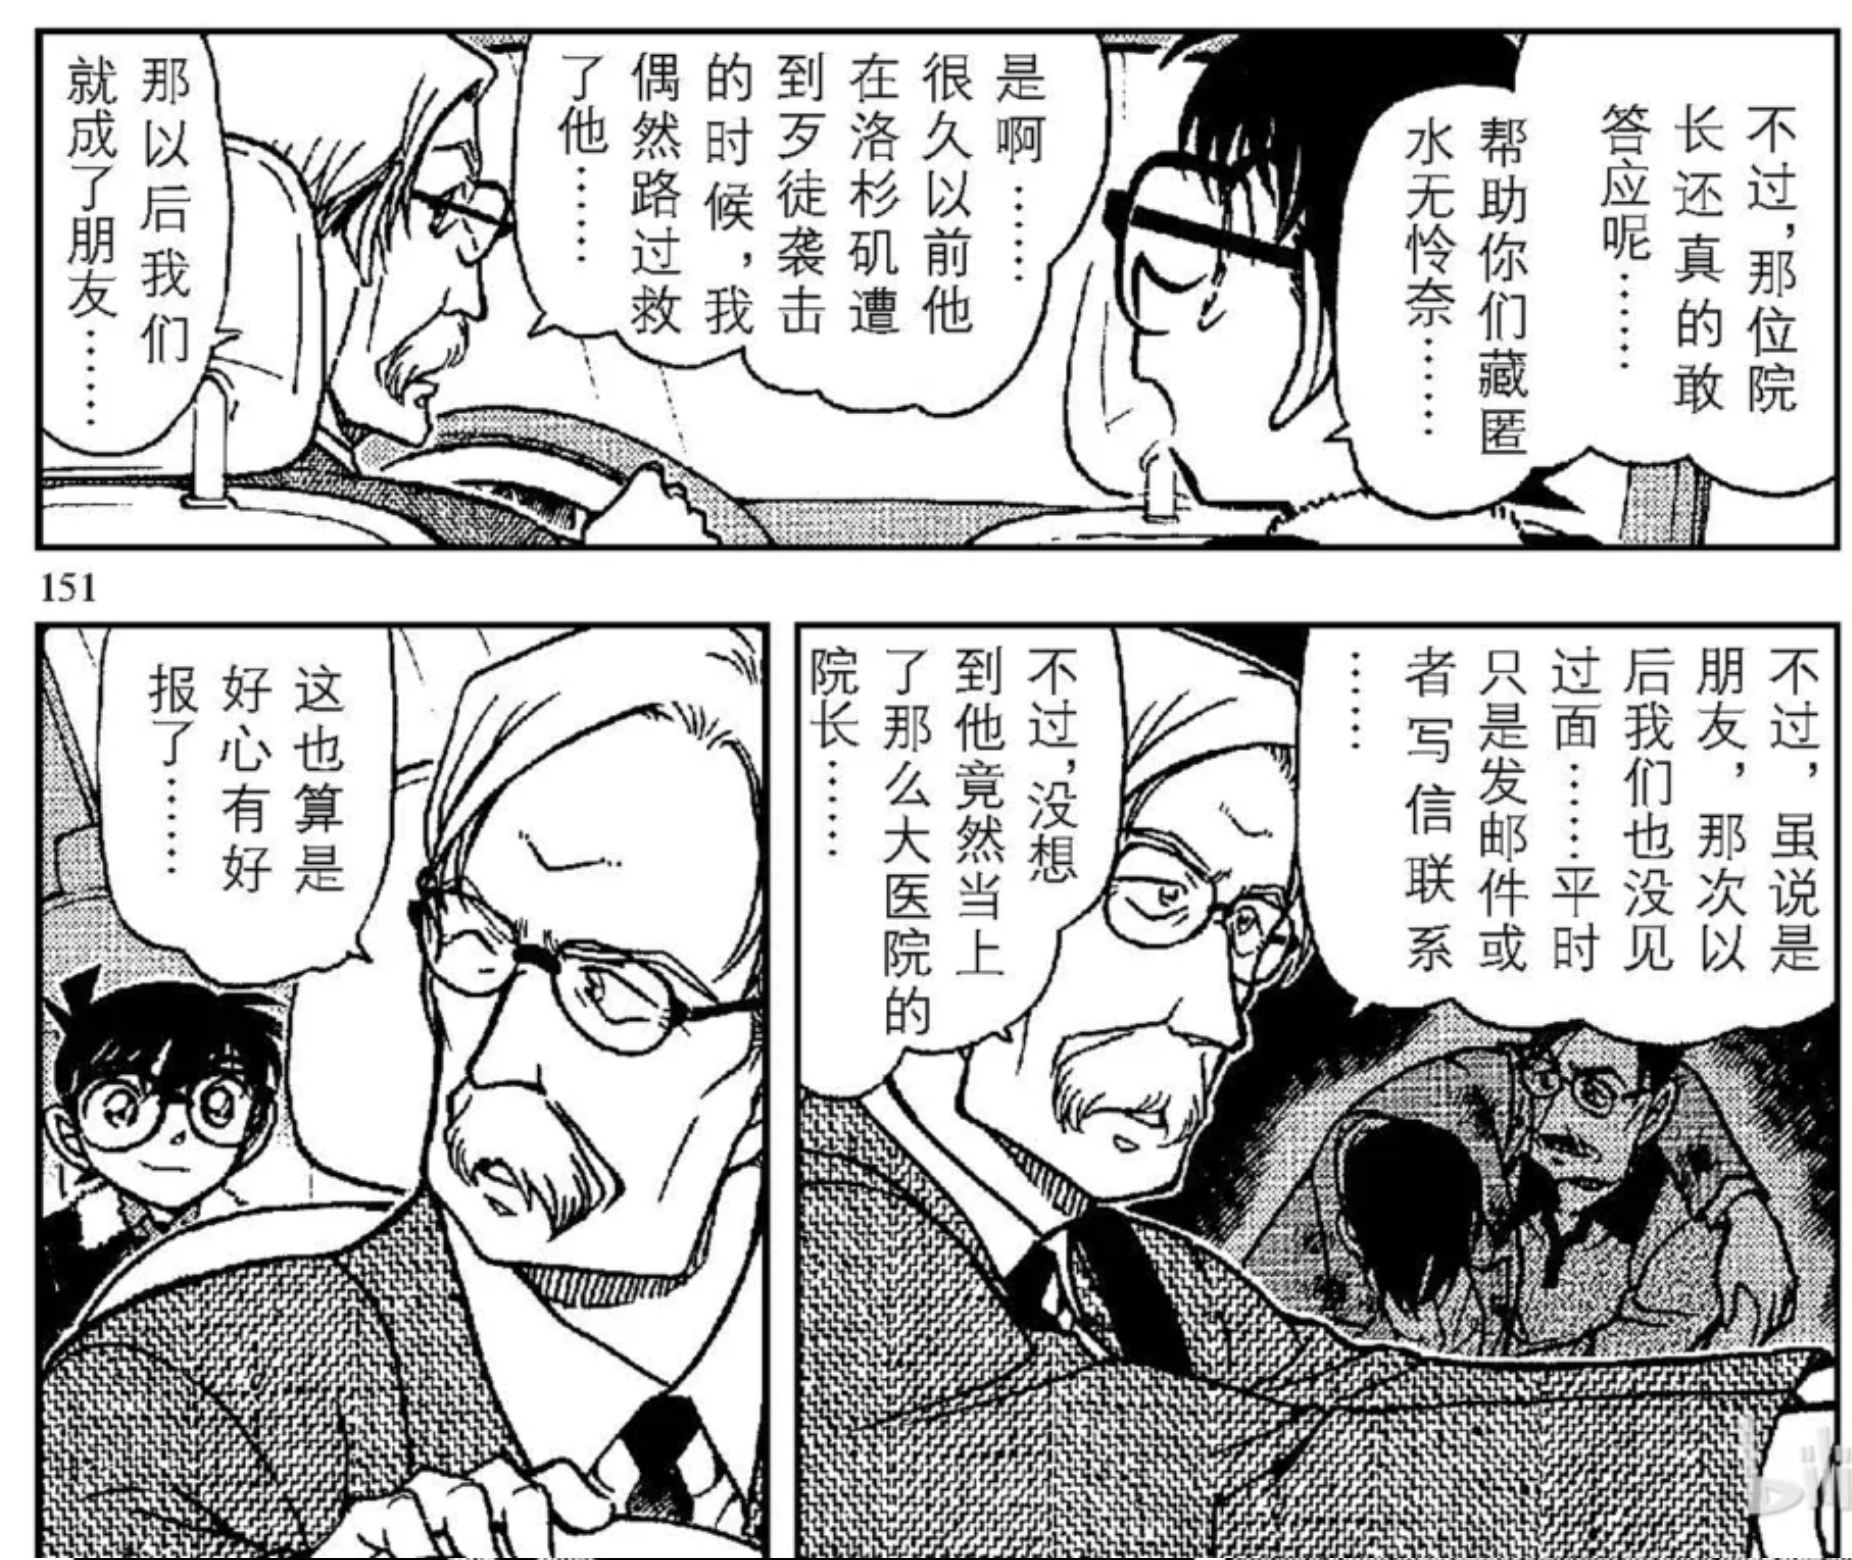 不过，那位院
长还真的敢
答应呢……
帮助你们藏匿
水无怜奈……
是啊……
很久以前他
在洛杉矶遭
到歹徒袭击
的时候，我
偶然路过救
了他……
那以后我们
就成了朋友……
151
不过，虽说是
朋友，那次以
后我们也没见
过面……平时
只是发邮件或
者写信联系
……
不过，没想
到他竟然当上
了那么大医院的
院长……
这也算是
好心有好
报了……
bili